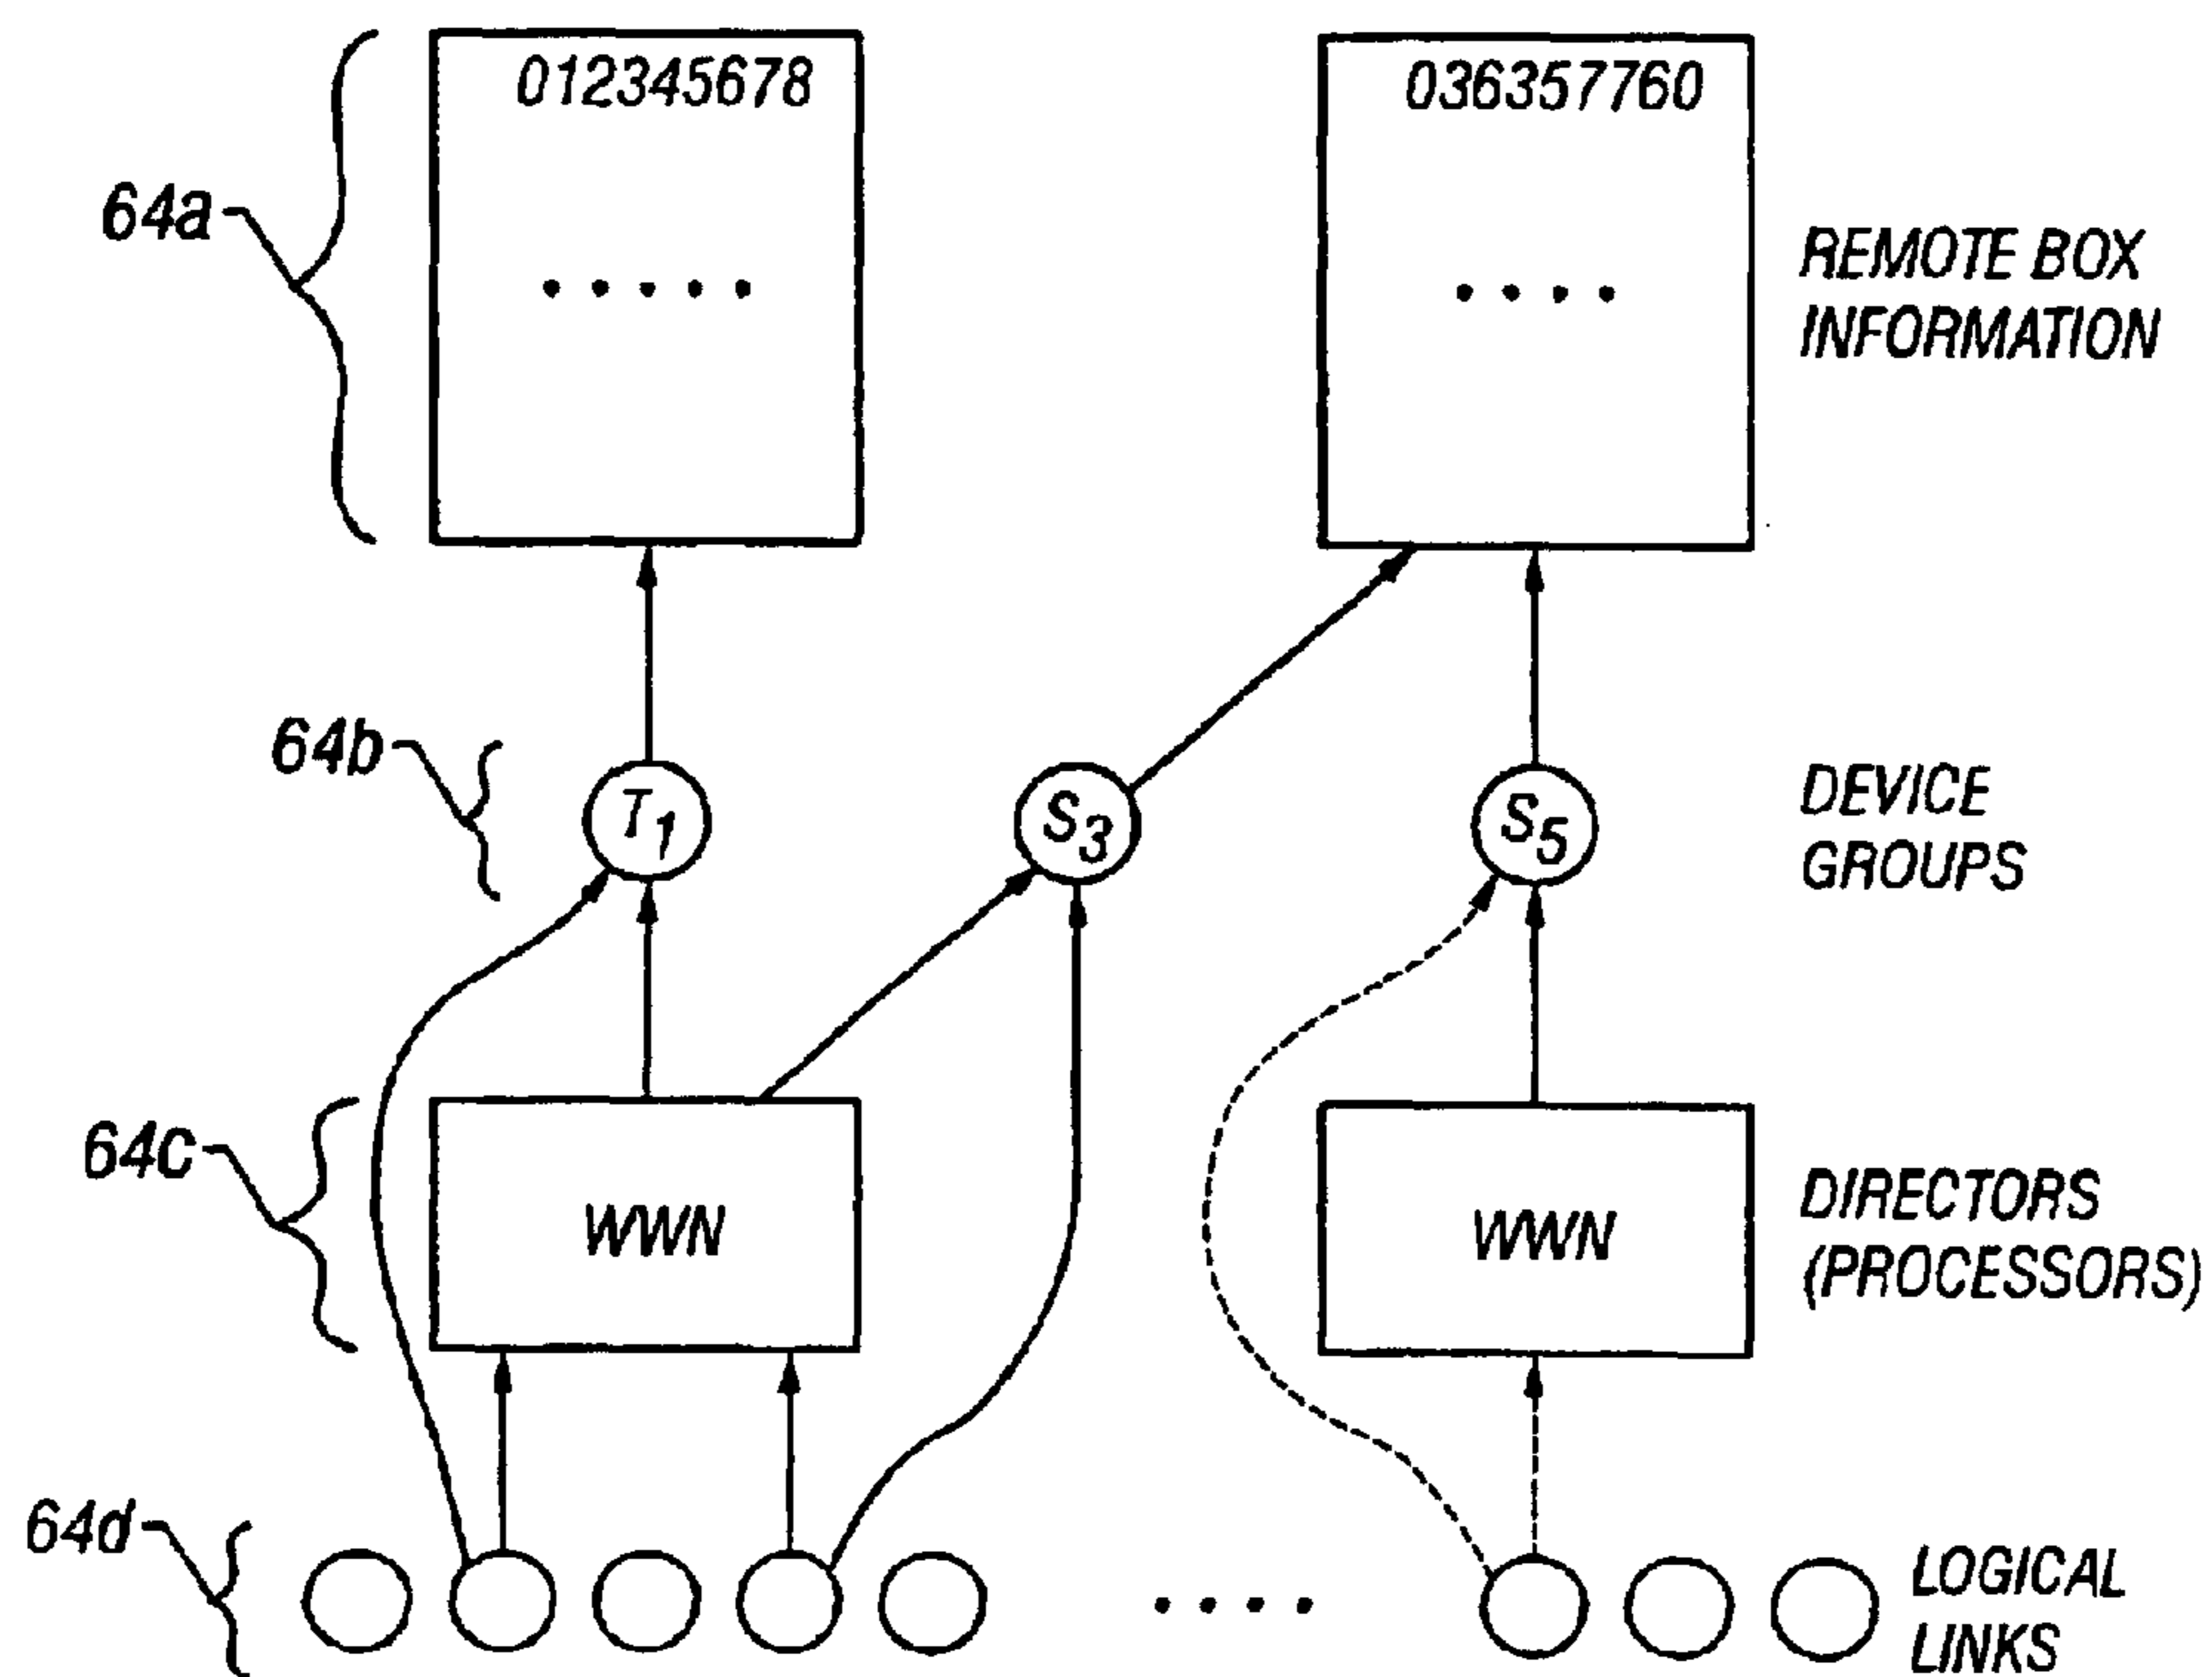 012345678
036357760
64a
REMOTE BOX
INFORMATION
64b
T1
S3
S5
DEVICE
GROUPS
64c
WWN
WWN
DIRECTORS
(PROCESSORS)
64d
LOGICAL
LINKS